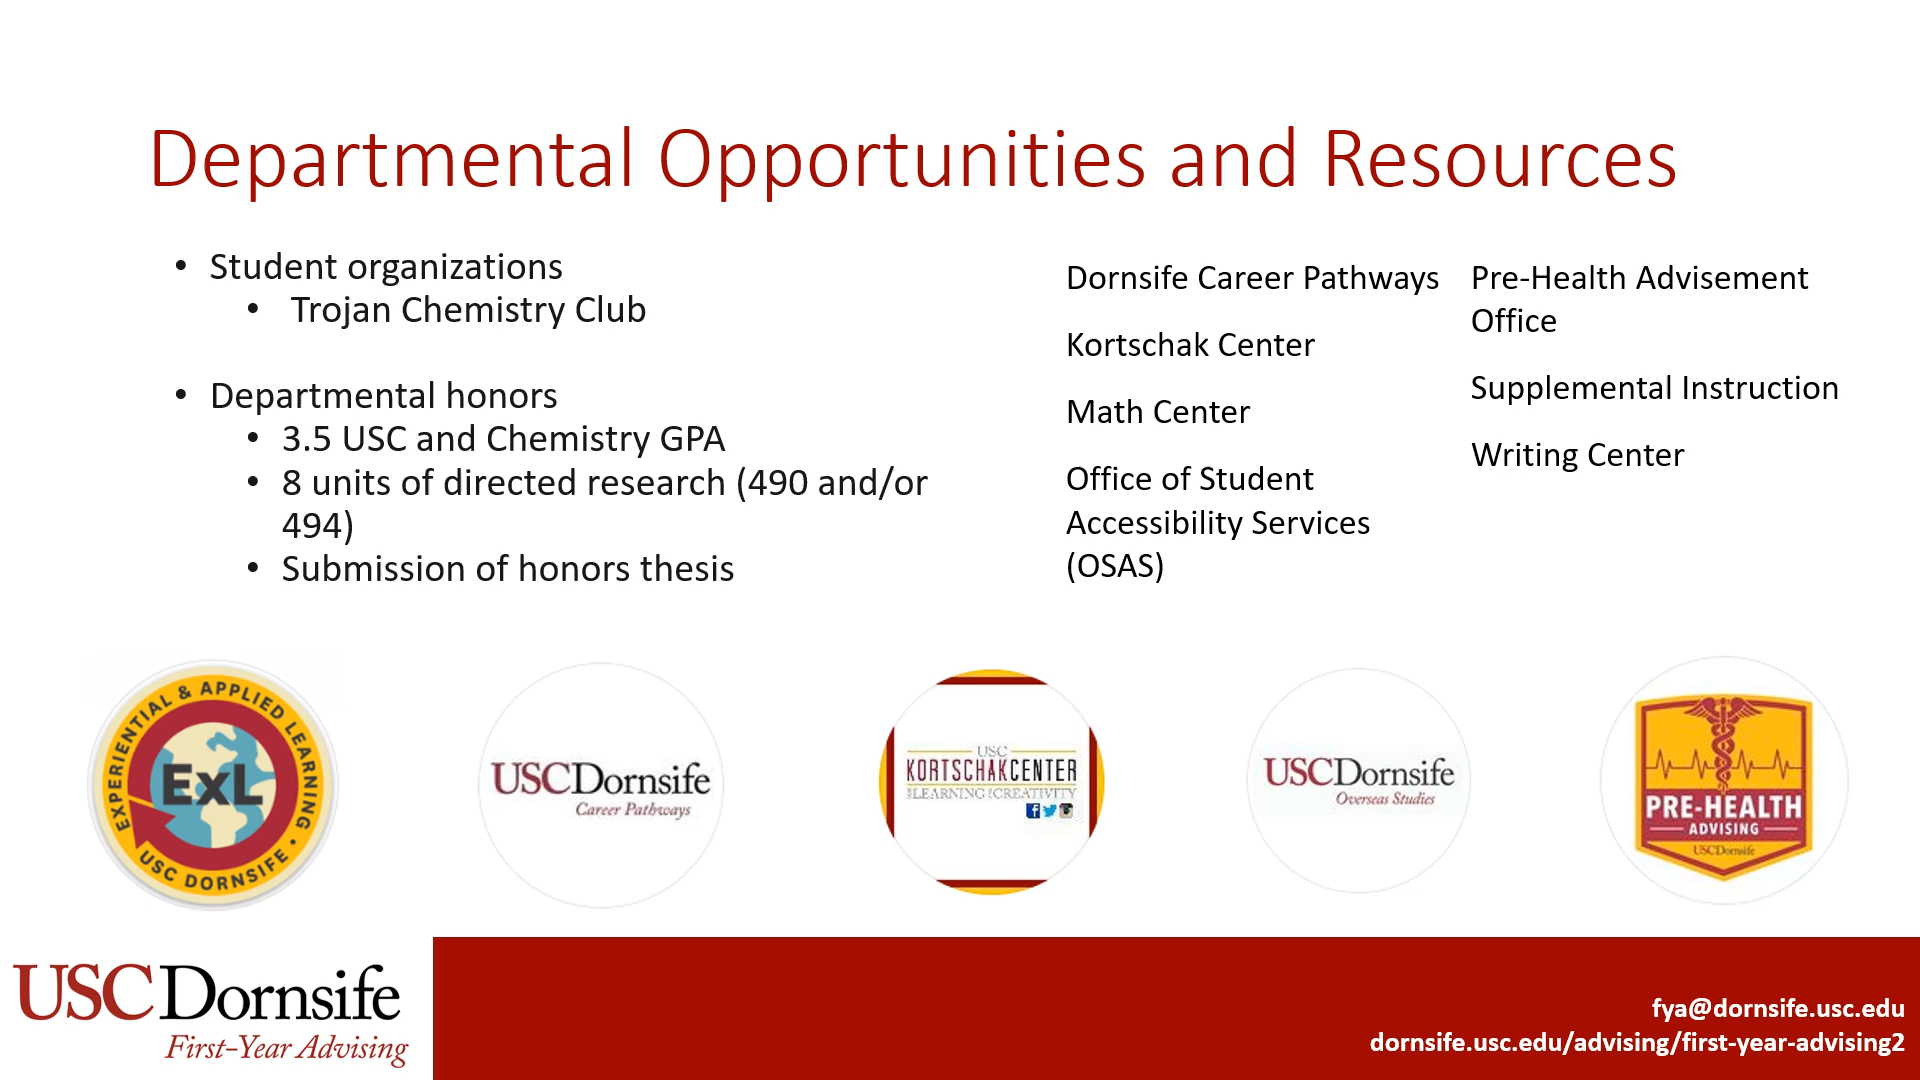 Departmental Opportunities and Resources
• Student organizations
• Trojan Chemistry Club
• Departmental honors
• 3.5 USC and Chemistry GPA
• 8 units of directed research (490 and/or
494)
• Submission of honors thesis
Dornsife Career Pathways
Kortschak Center
Math Center
Office of Student
Accessibility Services
(OSAS)
Pre-Health Advisement
Office
Supplemental Instruction
Writing Center
EXPERIENTIAL & APPLIED LEARNING •
ExL
USC DORNSIFE
USCDornsife
Career Pathways
USC
KORTSCHAKCENTER
LEARNING CREATIVITY
USCDornsife
Overseas Studies
PRE-HEALTH
ADVISING
USCDornsife
USCDornsife
First-Year Advising
fya@dornsife.usc.edu
dornsife.usc.edu/advising/first-year-advising2